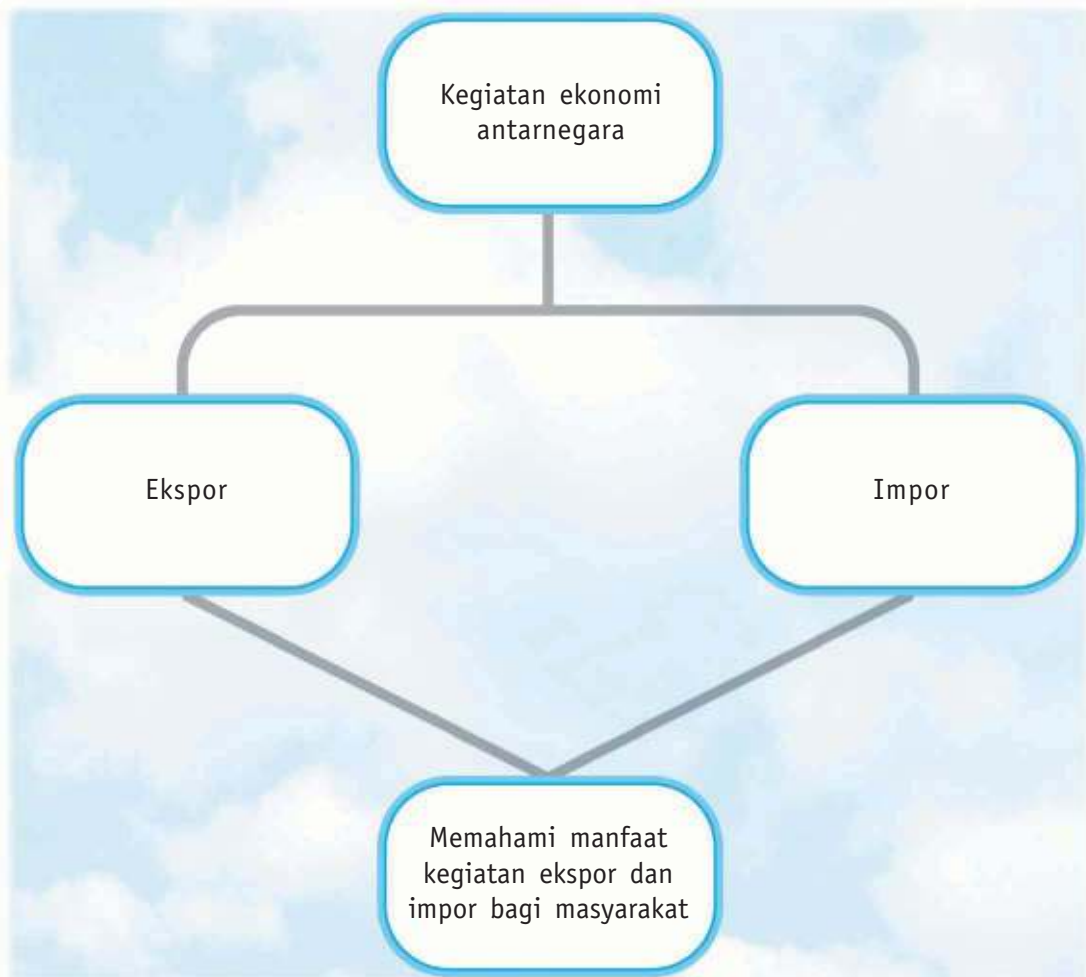 Kegiatan ekonomi
antarnegara
Ekspor
Impor
Memahami manfaat
kegiatan ekspor dan
impor bagi masyarakat